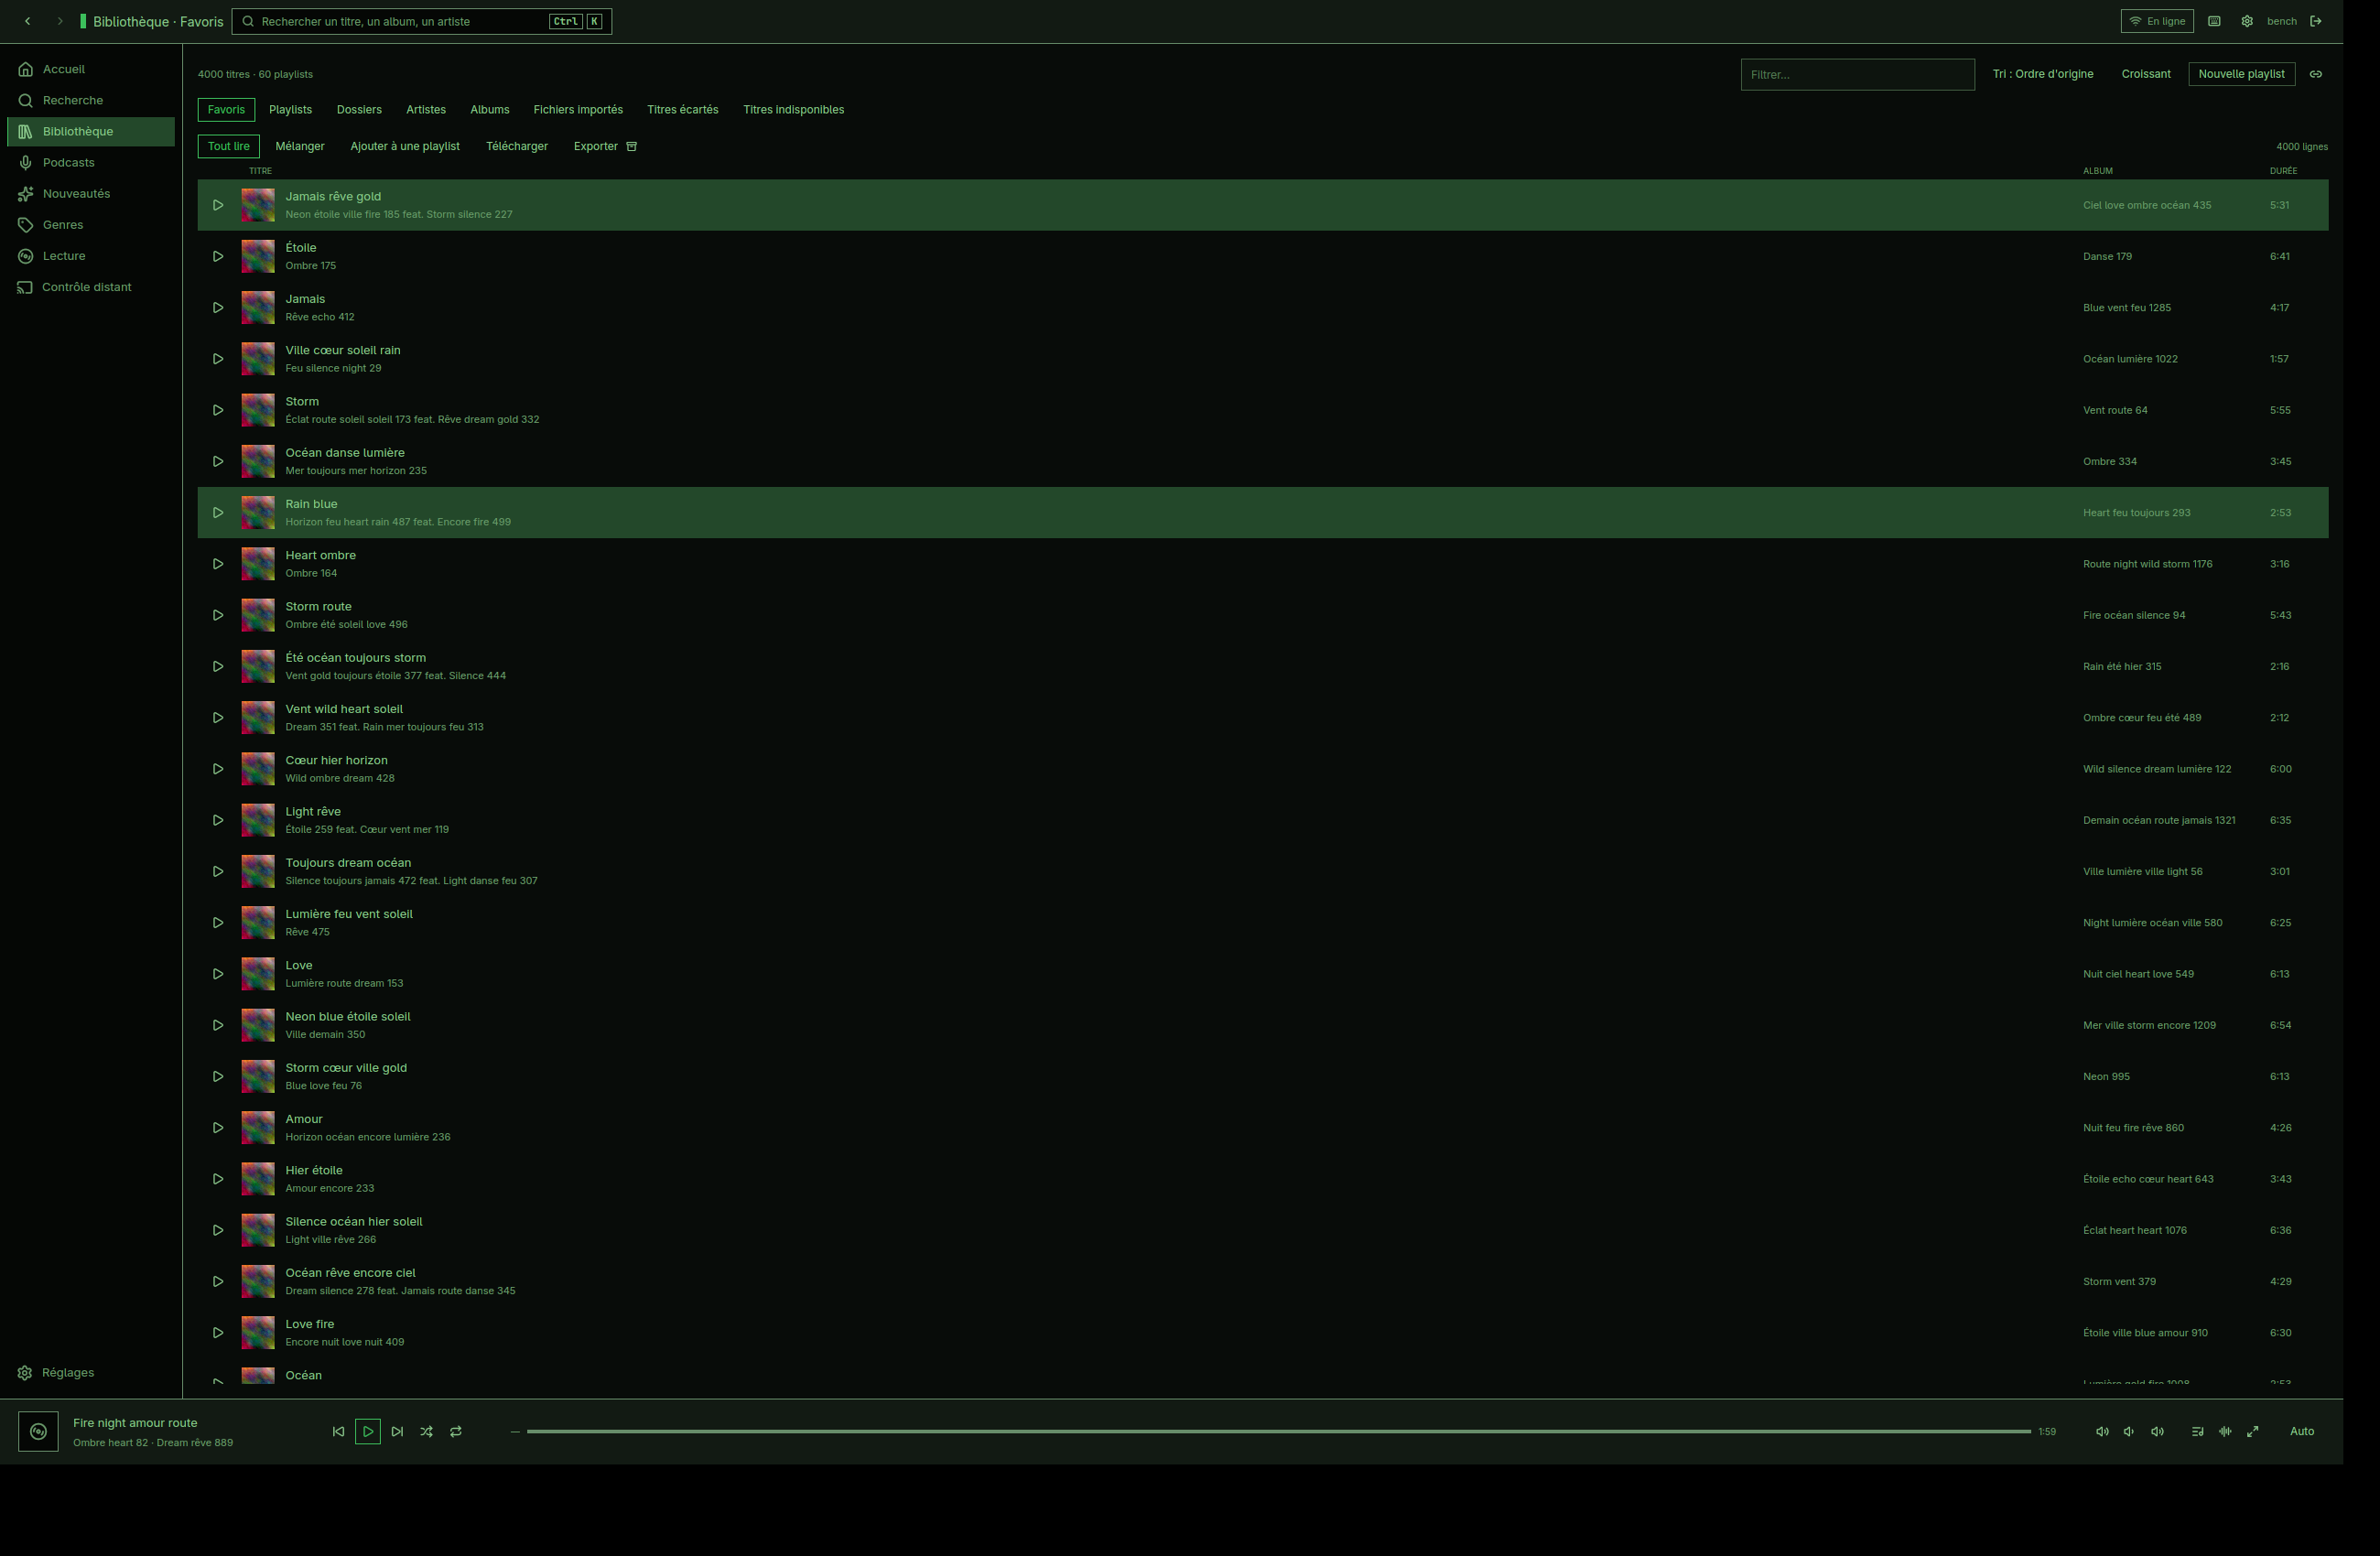 Bibliothèque · Favoris
Rechercher un titre, un album, un artiste Ctrl K
En ligne
bench
Accueil
Recherche
Bibliothèque
Podcasts
Nouveautés
Genres
Lecture
Contrôle distant
Réglages
4000 titres · 60 playlists
Filtrer...
Tri : Ordre d'origine Croissant Nouvelle playlist
Favoris Playlists Dossiers Artistes Albums Fichiers importés Titres écartés Titres indisponibles
Tout lire Mélanger Ajouter à une playlist Télécharger Exporter
4000 lignes
TITRE ALBUM DURÉE
Jamais rêve gold
Neon étoile ville fire 185 feat. Storm silence 227
Ciel love ombre océan 435 5:31
Étoile
Ombre 175
Danse 179 6:41
Jamais
Rêve echo 412
Blue vent feu 1285 4:17
Ville cœur soleil rain
Feu silence night 29
Océan lumière 1022 1:57
Storm
Éclat route soleil soleil 173 feat. Rêve dream gold 332
Vent route 64 5:55
Océan danse lumière
Mer toujours mer horizon 235
Ombre 334 3:45
Rain blue
Horizon feu heart rain 487 feat. Encore fire 499
Heart feu toujours 293 2:53
Heart ombre
Ombre 164
Route night wild storm 1176 3:16
Storm route
Ombre été soleil love 496
Fire océan silence 94 5:43
Été océan toujours storm
Vent gold toujours étoile 377 feat. Silence 444
Rain été hier 315 2:16
Vent wild heart soleil
Dream 351 feat. Rain mer toujours feu 313
Ombre cœur feu été 489 2:12
Cœur hier horizon
Wild ombre dream 428
Wild silence dream lumière 122 6:00
Light rêve
Étoile 259 feat. Cœur vent mer 119
Demain océan route jamais 1321 6:35
Toujours dream océan
Silence toujours jamais 472 feat. Light danse feu 307
Ville lumière ville light 56 3:01
Lumière feu vent soleil
Rêve 475
Night lumière océan ville 580 6:25
Love
Lumière route dream 153
Nuit ciel heart love 549 6:13
Neon blue étoile soleil
Ville demain 350
Mer ville storm encore 1209 6:54
Storm cœur ville gold
Blue love feu 76
Neon 995 6:13
Amour
Horizon océan encore lumière 236
Nuit feu fire rêve 860 4:26
Hier étoile
Amour encore 233
Étoile echo cœur heart 643 3:43
Silence océan hier soleil
Light ville rêve 266
Éclat heart heart 1076 6:36
Océan rêve encore ciel
Dream silence 278 feat. Jamais route danse 345
Storm vent 379 4:29
Love fire
Encore nuit love nuit 409
Étoile ville blue amour 910 6:30
Océan
Fire night amour route
Ombre heart 82 · Dream rêve 889
— 1:59
Auto